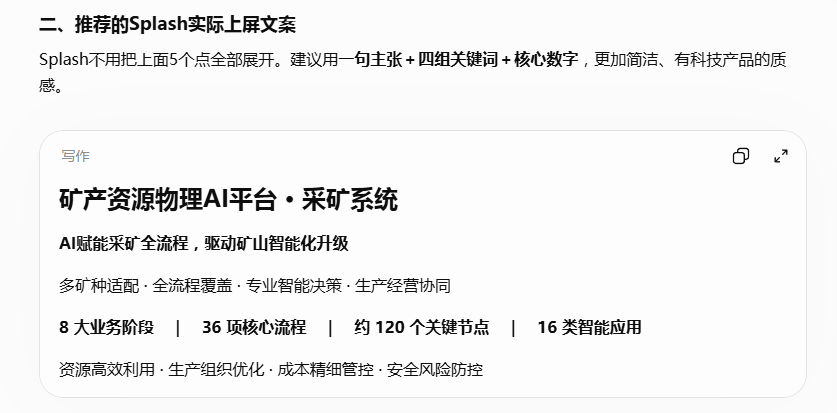 二、推荐的Splash实际上屏文案
Splash不用把上面5个点全部展开。建议用一句主张＋四组关键词＋核心数字，更加简洁、有科技产品的质
感。
写作
矿产资源物理AI平台·采矿系统
AI赋能采矿全流程，驱动矿山智能化升级
多矿种适配·全流程覆盖·专业智能决策·生产经营协同
8 大业务阶段 ｜ 36 项核心流程 ｜ 约 120 个关键节点 ｜ 16 类智能应用
资源高效利用·生产组织优化·成本精细管控·安全风险防控